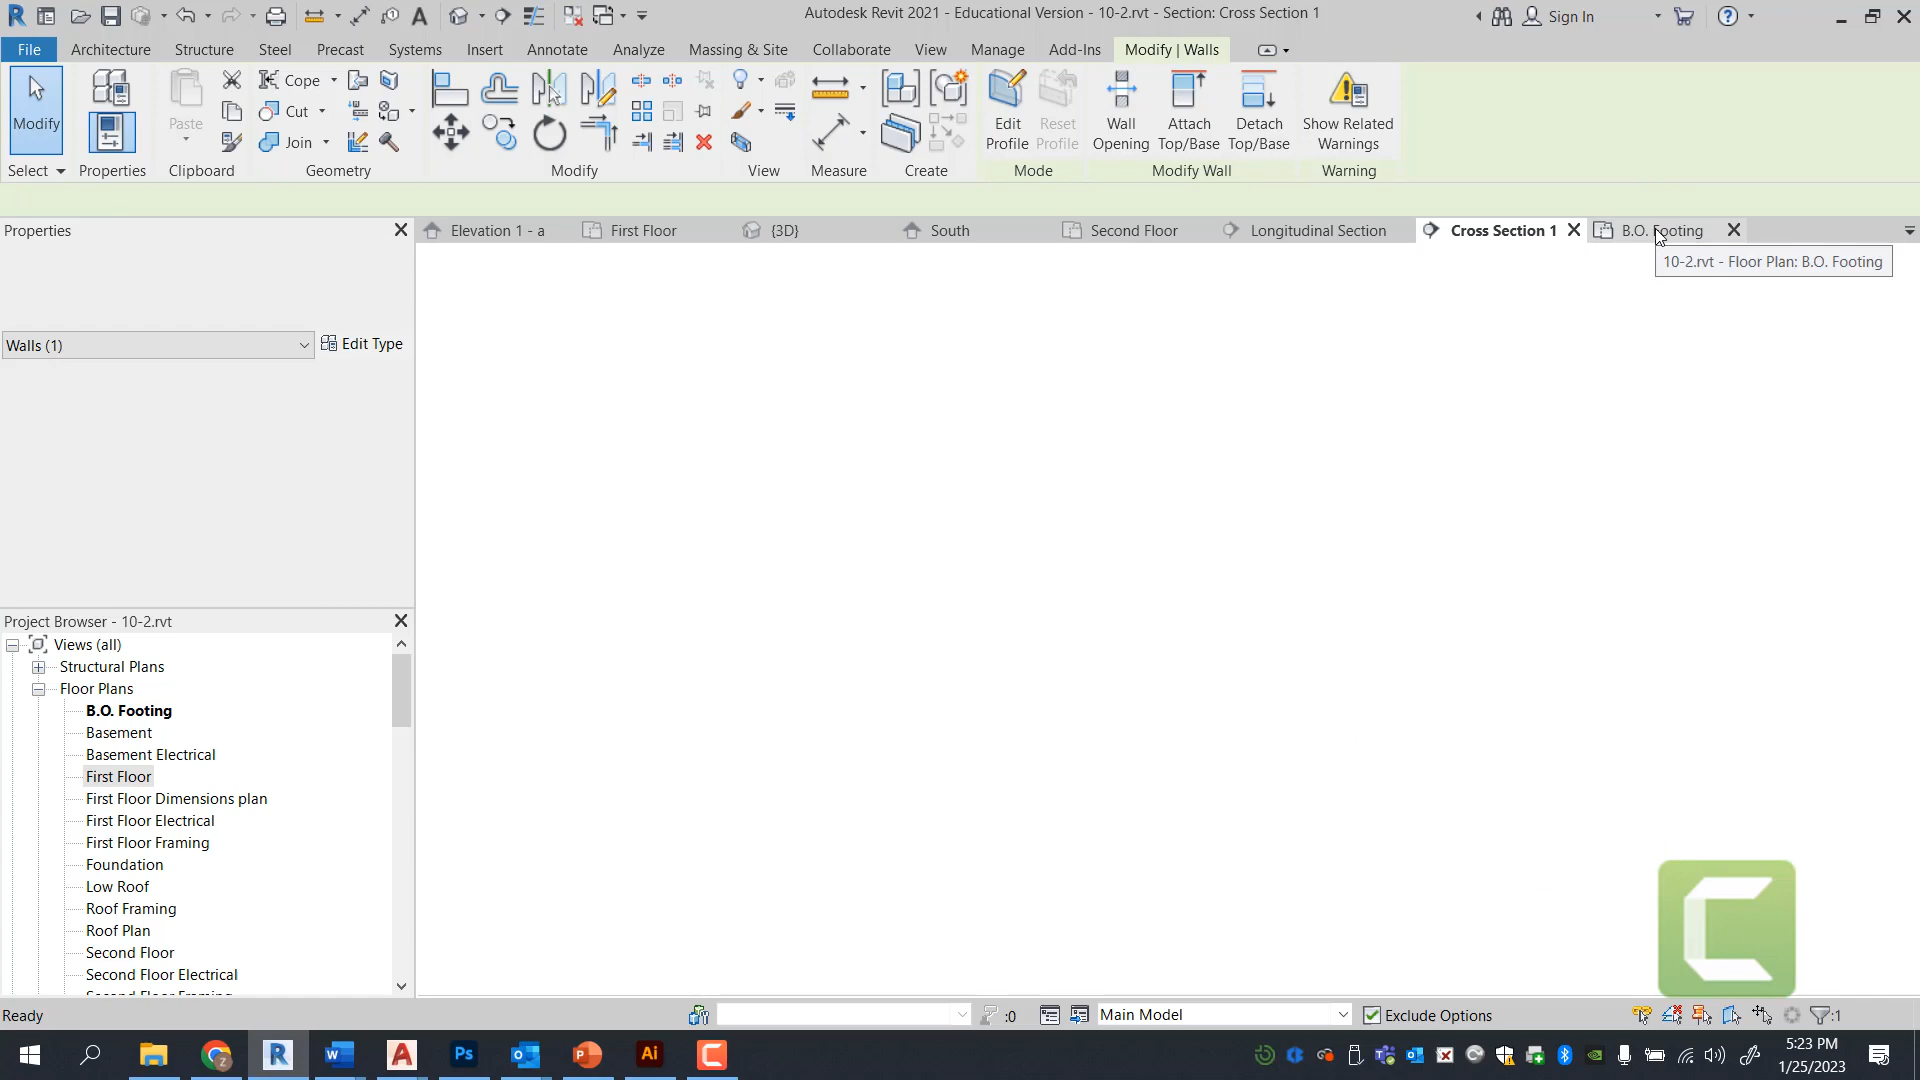 Autodesk Revit 2021 - Educational Version - 10-2.rvt - Section: Cross Section 1
Sign In
File Architecture Structure Steel Precast Systems Insert Annotate Analyze Massing & Site Collaborate View Manage Add-Ins Modify | Walls
Modify
Paste
Cope
Cut
Join
Edit Profile
Reset Profile
Wall Opening
Attach Top/Base
Detach Top/Base
Show Related Warnings
Select Properties Clipboard Geometry Modify View Measure Create Mode Modify Wall Warning
Properties
Elevation 1 - a First Floor {3D} South Second Floor Longitudinal Section Cross Section 1 B.O. Footing
10-2.rvt - Floor Plan: B.O. Footing
Walls (1)
Edit Type
Project Browser - 10-2.rvt
Views (all)
Structural Plans
Floor Plans
B.O. Footing
Basement
Basement Electrical
First Floor
First Floor Dimensions plan
First Floor Electrical
First Floor Framing
Foundation
Low Roof
Roof Framing
Roof Plan
Second Floor
Second Floor Electrical
Second Floor Framing
Ready
:0
Main Model
Exclude Options
:1
5:23 PM
1/25/2023